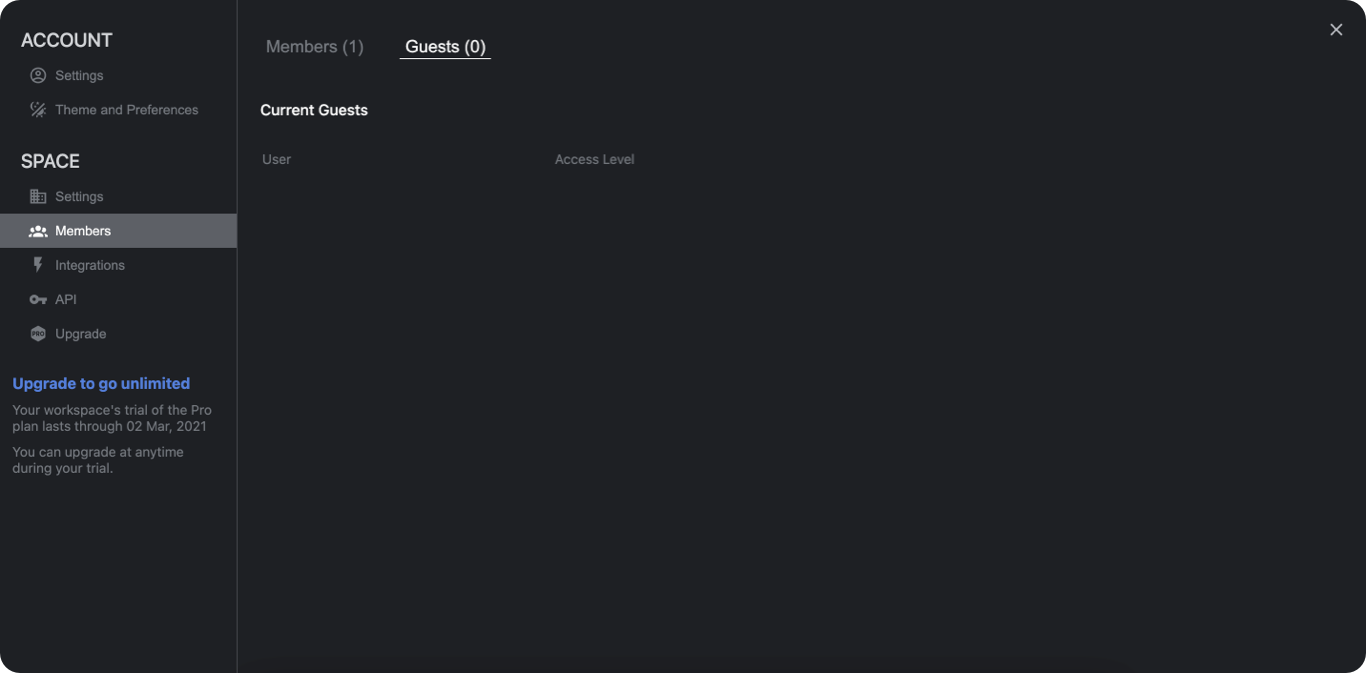 ACCOUNT
Settings
Theme and Preferences
SPACE
Settings
Members
Integrations
API
PRO
Upgrade
Upgrade to go unlimited
Your workspace's trial of the Pro
plan lasts through 02 Mar, 2021
You can upgrade at anytime
during your trial.
Members (1)
Guests (0)
Current Guests
User
Access Level